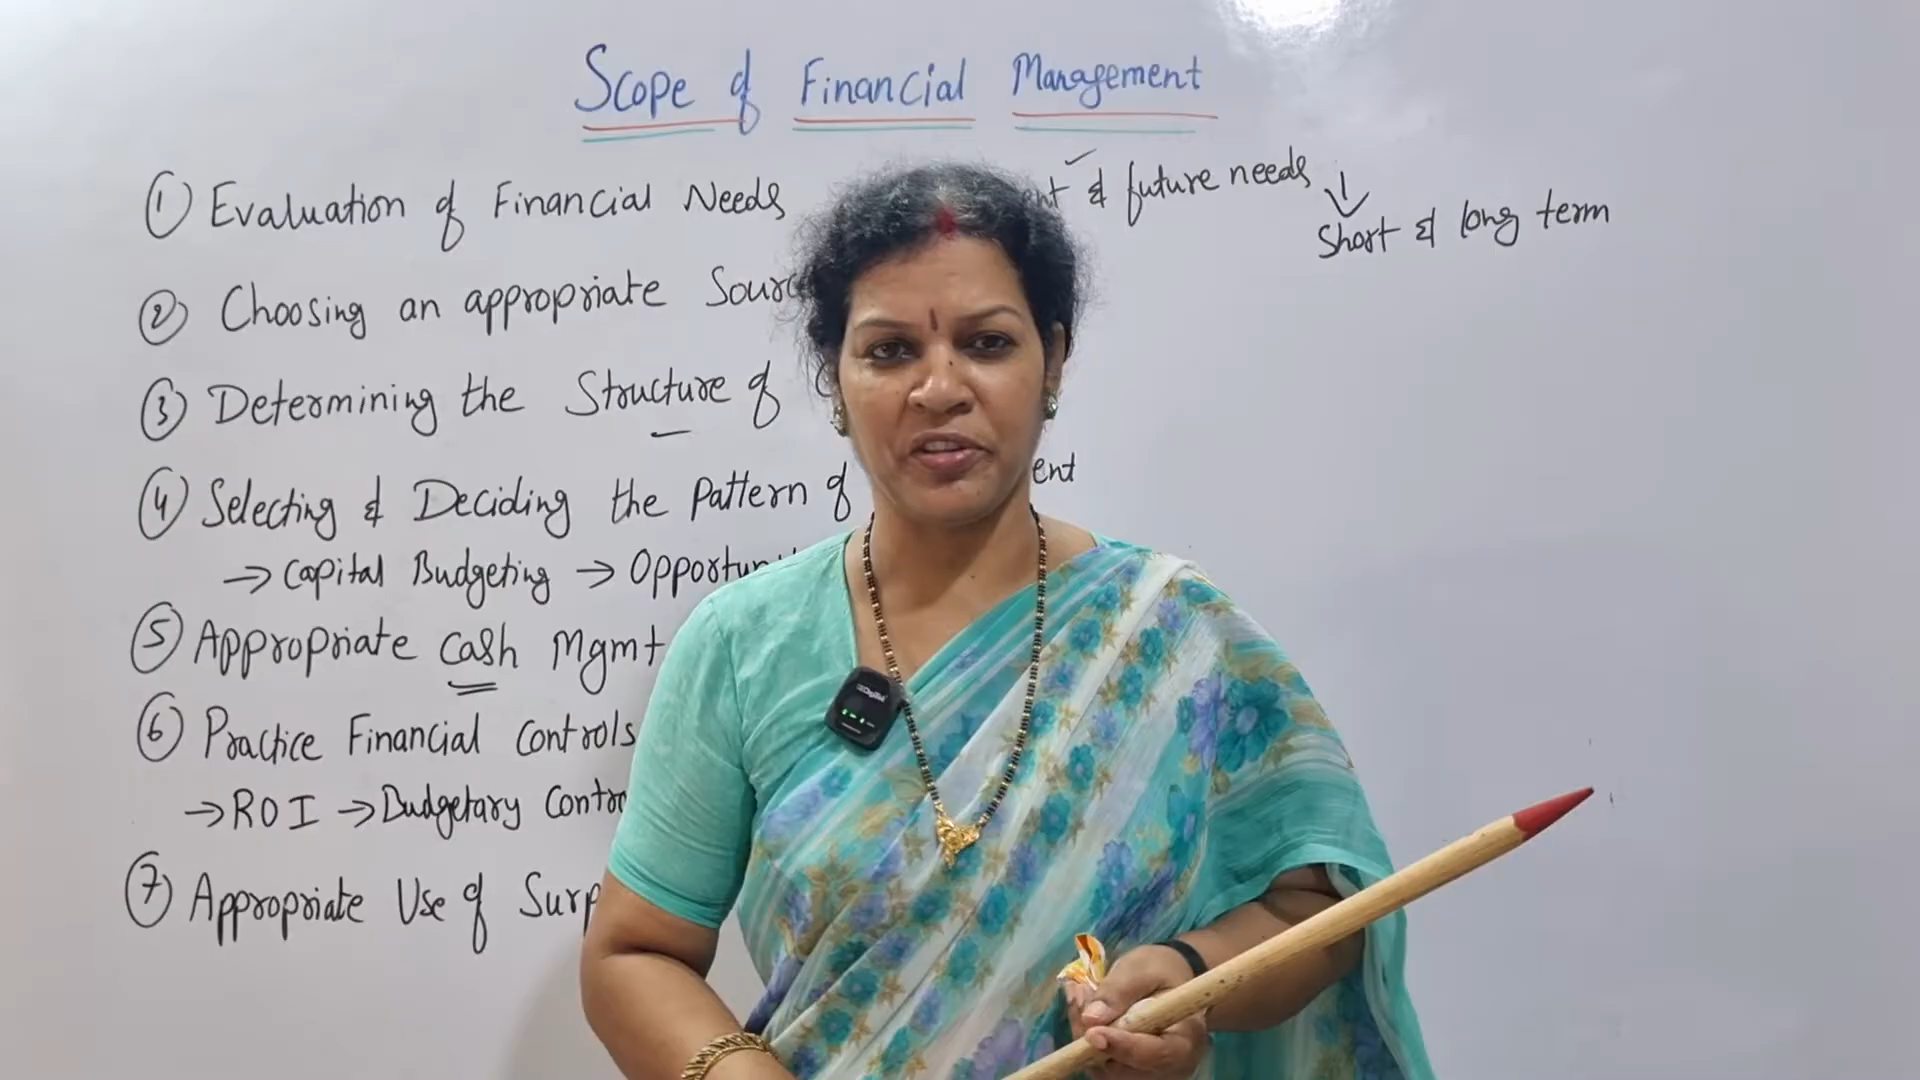 Scope of Financial Management
① Evaluation of Financial Needs & future needs
Short & long term
② Choosing an appropriate
③ Determining the Structure of
④ Selecting & Deciding the Pattern of
→ Capital Budgeting →
⑤ Appropriate Cash Mgmt
⑥ Practice Financial Controls
→ ROI → Budgetary
⑦ Appropriate Use of